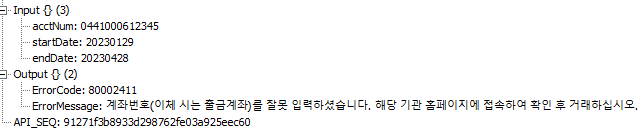 Input {} (3)
acctNum: 0441000612345
startDate: 20230129
endDate: 20230428
Output {} (2)
ErrorCode: 80002411
ErrorMessage: 계좌번호(이체 시는 출금계좌)를 잘못 입력하셨습니다. 해당 기관 홈페이지에 접속하여 확인 후 거래하십시오.
API_SEQ: 91271f3b8933d298762fe03a925eec60